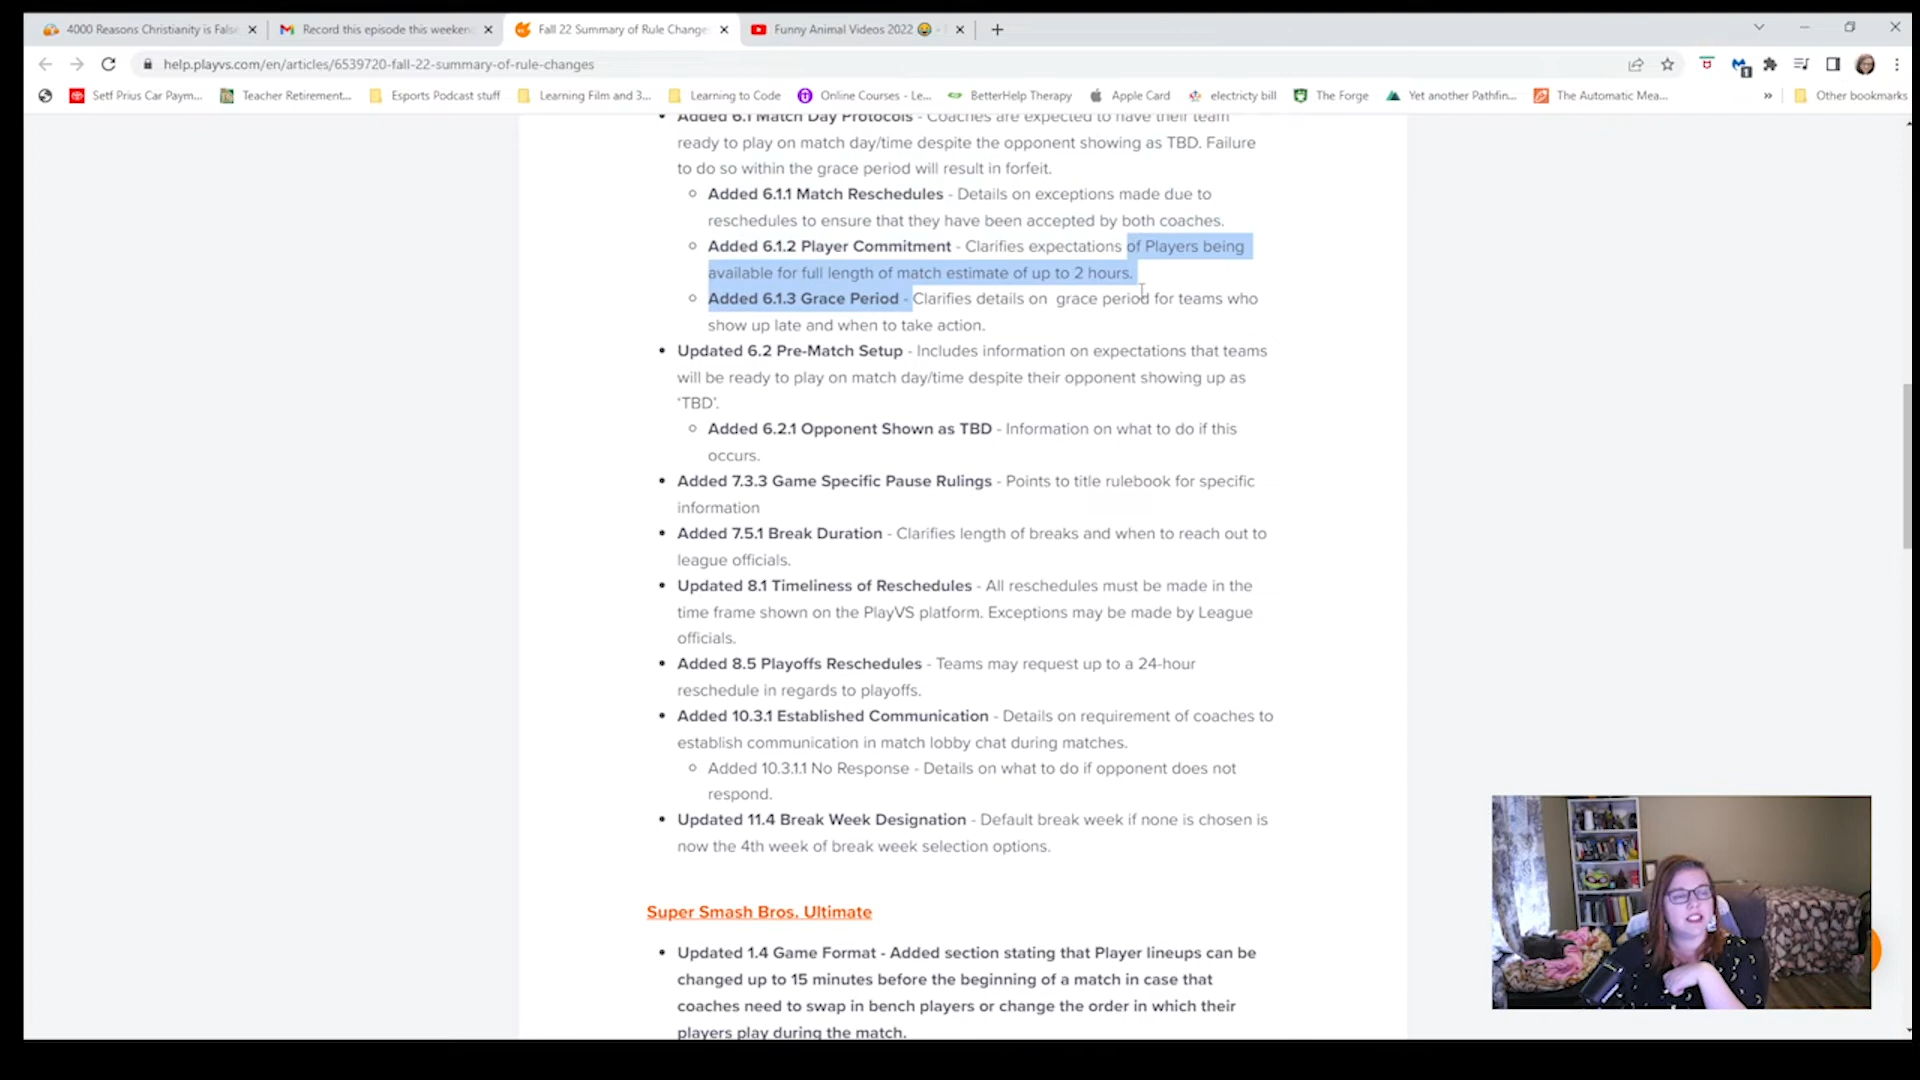 4000 Reasons Christianity is False
Record this episode this weeken
Fall 22 Summary of Rule Change
Funny Animal Videos 2022 😂 -
help.playvs.com/en/articles/6539720-fall-22-summary-of-rule-changes
Setf Prius Car Paym...
Teacher Retirement...
Esports Podcast stuff
Learning Film and 3...
Learning to Code
Online Courses - Le...
BetterHelp Therapy
Apple Card
electricty bill
The Forge
Yet another Pathfin...
The Automatic Mea...
»
Other bookmarks
• Added 6.1 Match Day Protocols - Coaches are expected to have their team
ready to play on match day/time despite the opponent showing as TBD. Failure
to do so within the grace period will result in forfeit.
◦ Added 6.1.1 Match Reschedules - Details on exceptions made due to
reschedules to ensure that they have been accepted by both coaches.
◦ Added 6.1.2 Player Commitment - Clarifies expectations of Players being
available for full length of match estimate of up to 2 hours.
◦ Added 6.1.3 Grace Period - Clarifies details on grace period for teams who
show up late and when to take action.
• Updated 6.2 Pre-Match Setup - Includes information on expectations that teams
will be ready to play on match day/time despite their opponent showing up as
‘TBD’.
◦ Added 6.2.1 Opponent Shown as TBD - Information on what to do if this
occurs.
• Added 7.3.3 Game Specific Pause Rulings - Points to title rulebook for specific
information
• Added 7.5.1 Break Duration - Clarifies length of breaks and when to reach out to
league officials.
• Updated 8.1 Timeliness of Reschedules - All reschedules must be made in the
time frame shown on the PlayVS platform. Exceptions may be made by League
officials.
• Added 8.5 Playoffs Reschedules - Teams may request up to a 24-hour
reschedule in regards to playoffs.
• Added 10.3.1 Established Communication - Details on requirement of coaches to
establish communication in match lobby chat during matches.
◦ Added 10.3.1.1 No Response - Details on what to do if opponent does not
respond.
• Updated 11.4 Break Week Designation - Default break week if none is chosen is
now the 4th week of break week selection options.
Super Smash Bros. Ultimate
• Updated 1.4 Game Format - Added section stating that Player lineups can be
changed up to 15 minutes before the beginning of a match in case that
coaches need to swap in bench players or change the order in which their
players play during the match.